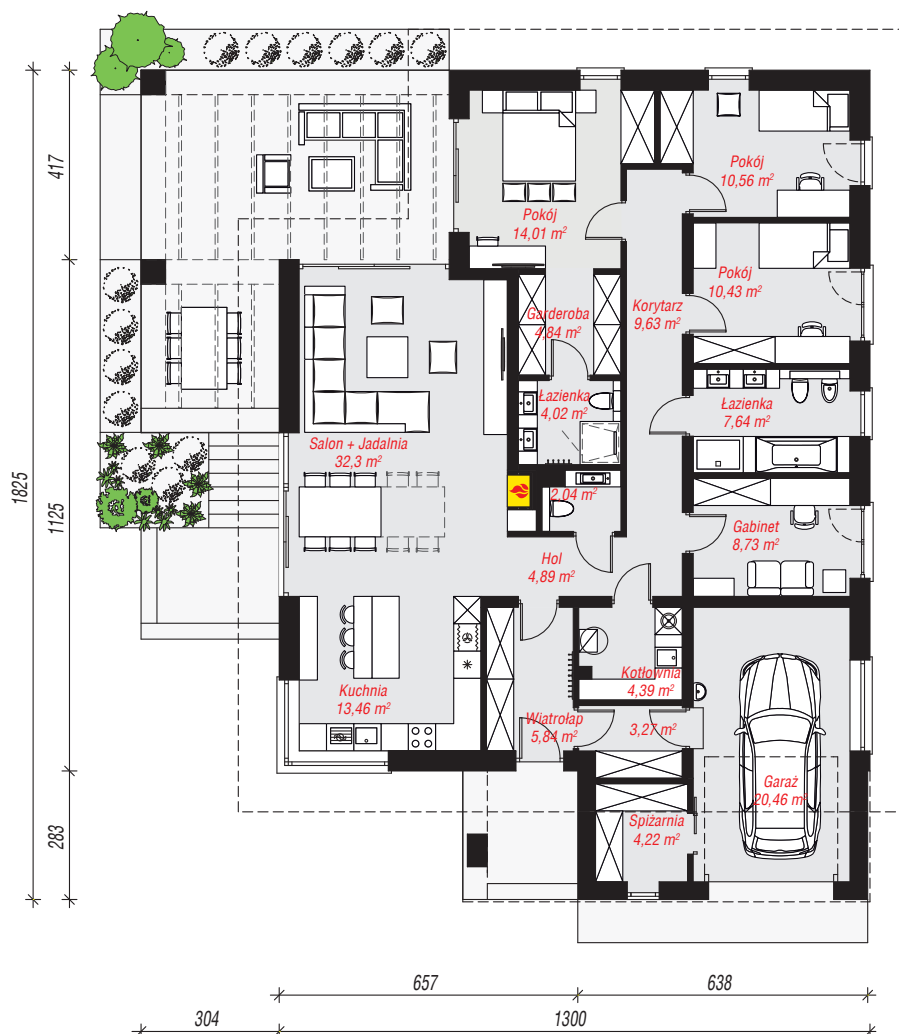 Pokój
10,56 m²
Pokój
14,01 m²
Pokój
10,43 m²
Korytarz
9,63 m²
Garderoba
4,84 m²
Łazienka
4,02 m²
Łazienka
7,64 m²
Salon + Jadalnia
32,3 m²
2,04 m²
Gabinet
8,73 m²
Hol
4,89 m²
Kuchnia
13,46 m²
Kotłownia
4,39 m²
Wiatrołap
5,84 m²
3,27 m²
Garaż
20,46 m²
Spiżarnia
4,22 m²
417
1825
1125
283
657
638
304
1300